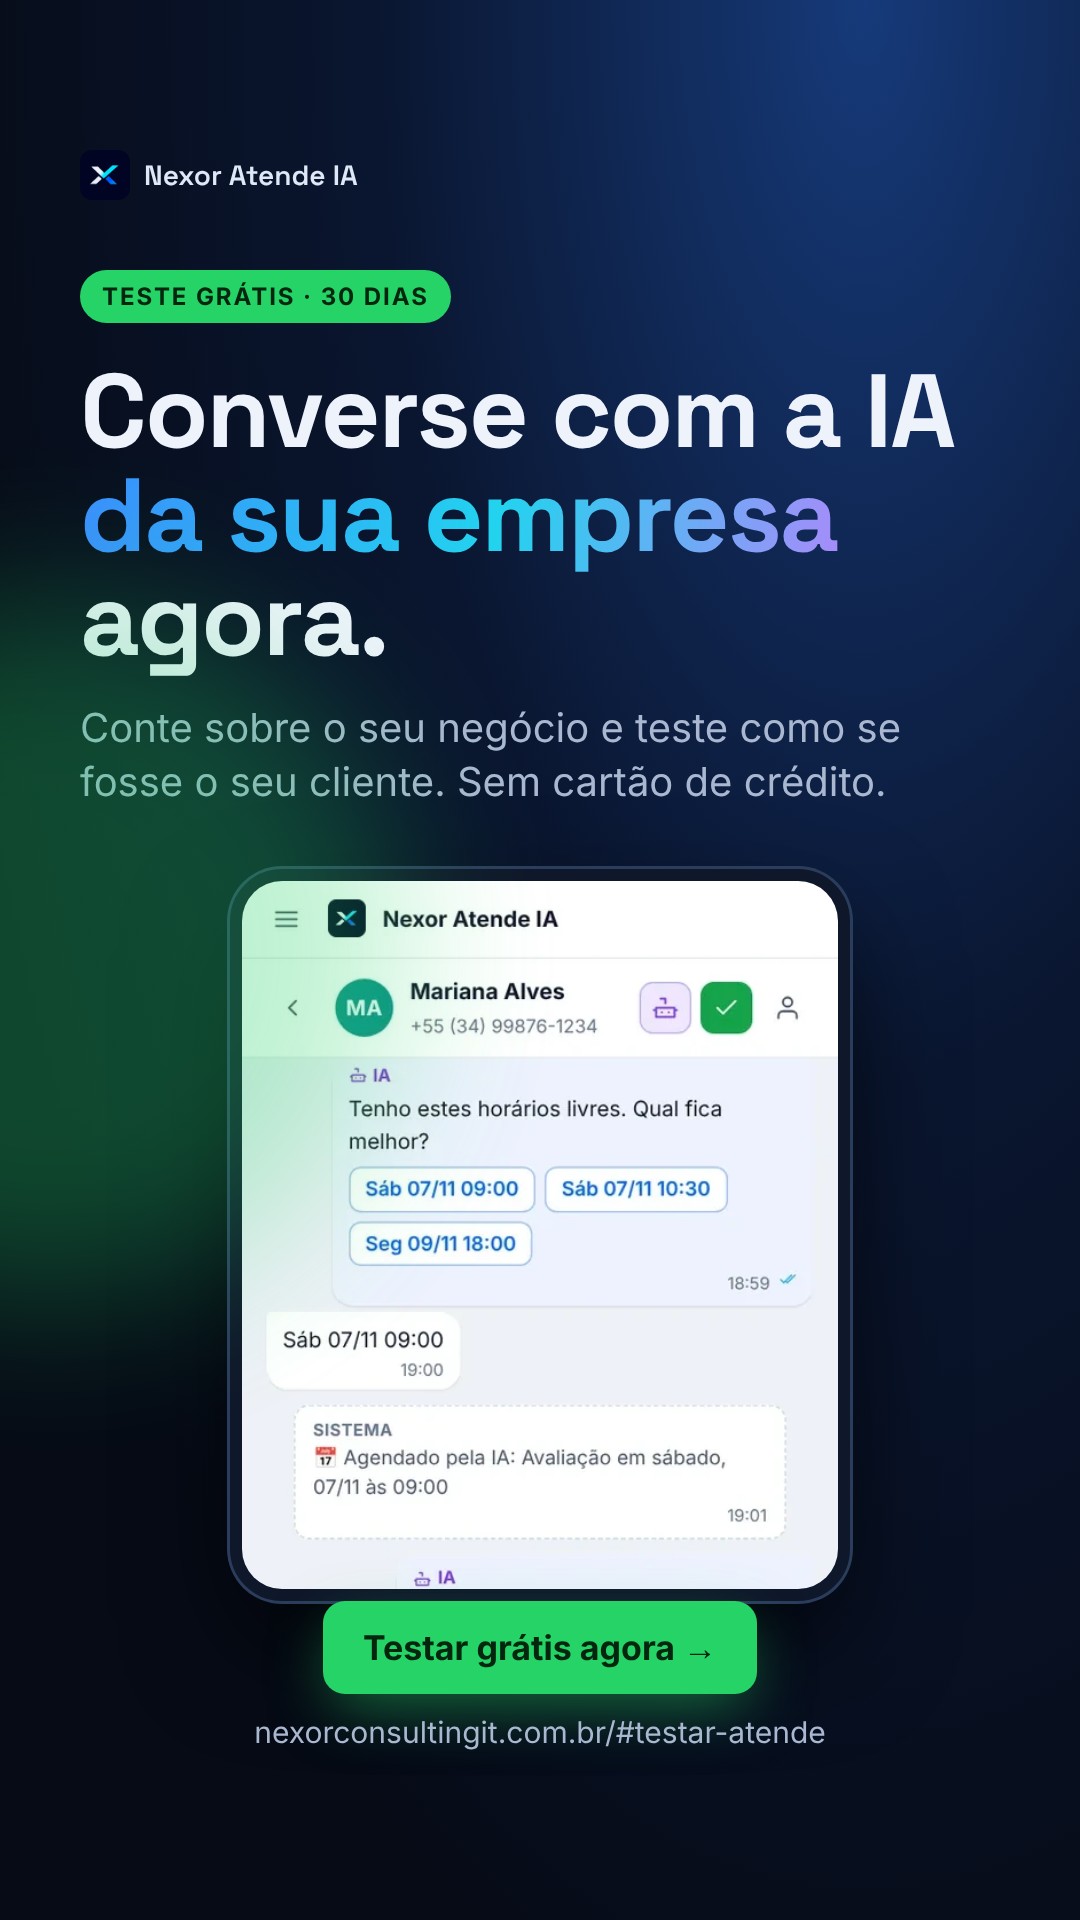 Nexor Atende IA
TESTE GRÁTIS · 30 DIAS
Converse com a IA
da sua empresa
agora.
Conte sobre o seu negócio e teste como se
fosse o seu cliente. Sem cartão de crédito.
Nexor Atende IA
MA
Mariana Alves
+55 (34) 99876-1234
IA
Tenho estes horários livres. Qual fica
melhor?
Sáb 07/11 09:00
Sáb 07/11 10:30
Seg 09/11 18:00
18:59
Sáb 07/11 09:00
19:00
SISTEMA
📅 Agendado pela IA: Avaliação em sábado,
07/11 às 09:00
19:01
IA
Testar grátis agora →
nexorconsultingit.com.br/#testar-atende